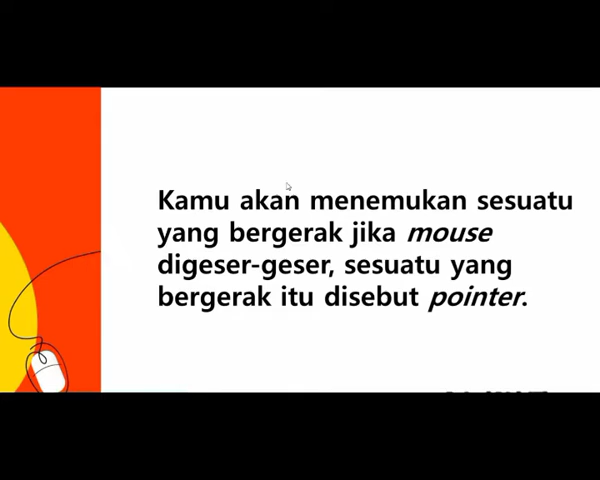 Kamu akan menemukan sesuatu
yang bergerak jika mouse
digeser-geser, sesuatu yang
bergerak itu disebut pointer.